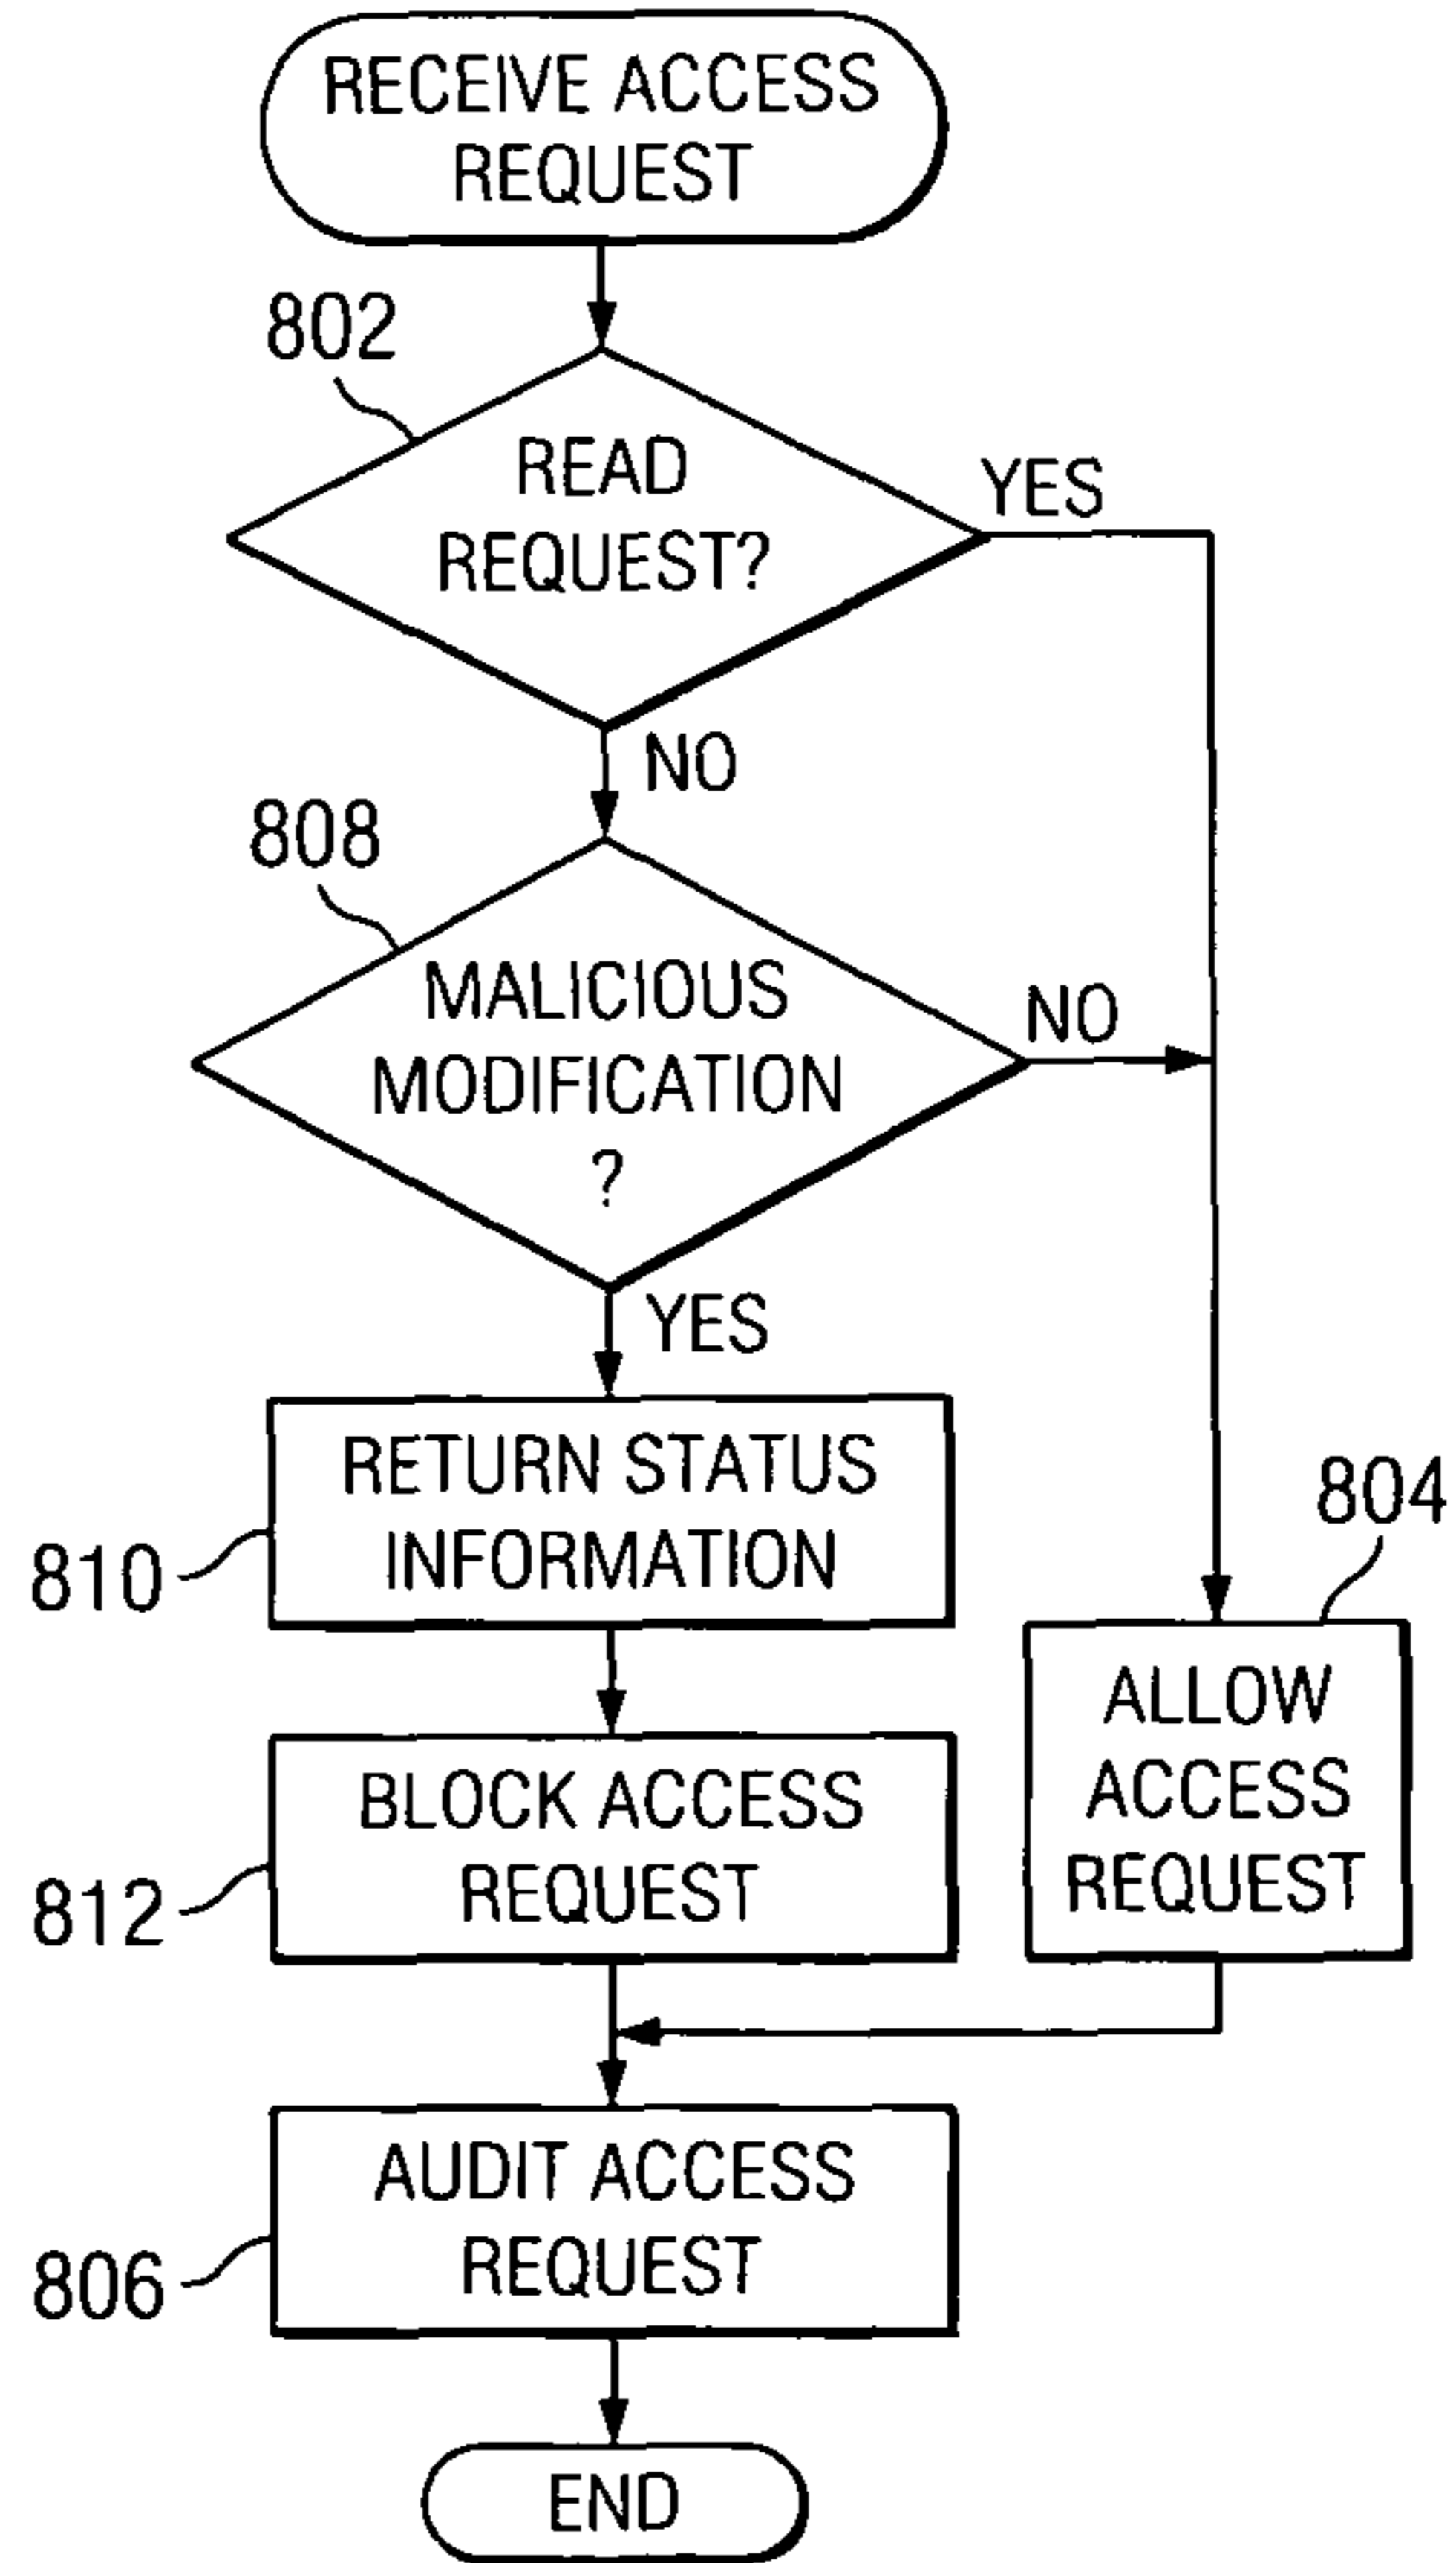 RECEIVE ACCESS
REQUEST
802
READ
REQUEST?
YES
NO
808
MALICIOUS
MODIFICATION
?
NO
YES
RETURN STATUS
INFORMATION
810
804
ALLOW
ACCESS
REQUEST
BLOCK ACCESS
REQUEST
812
AUDIT ACCESS
REQUEST
806
END